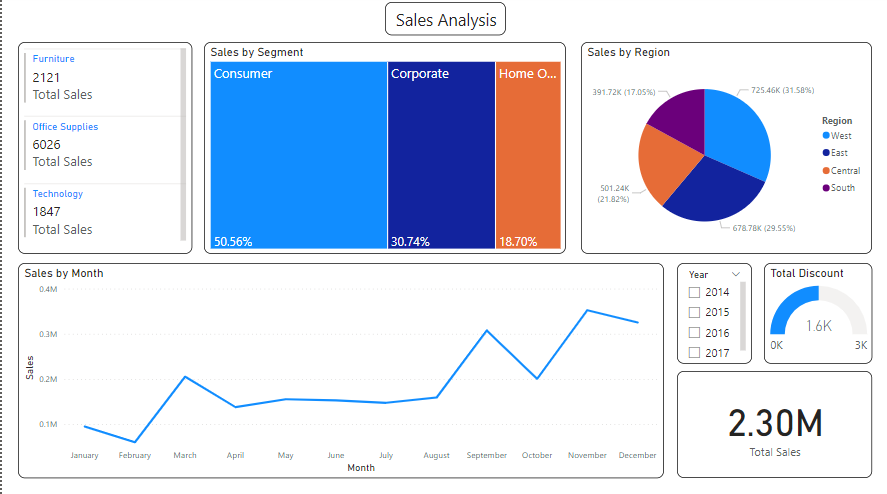 Sales Analysis
Furniture
2121
Total Sales
Office Supplies
6026
Total Sales
Technology
1847
Total Sales
Sales by Segment
Consumer
Corporate
Home O...
50.56%
30.74%
18.70%
Sales by Region
391.72K (17.05%)
725.46K (31.58%)
501.24K
(21.82%)
678.78K (29.55%)
Region
West
East
Central
South
Sales by Month
0.4M
0.3M
0.2M
0.1M
Sales
January February March April May June July August September October November December
Month
Year
2014
2015
2016
2017
Total Discount
1.6K
0K 3K
2.30M
Total Sales